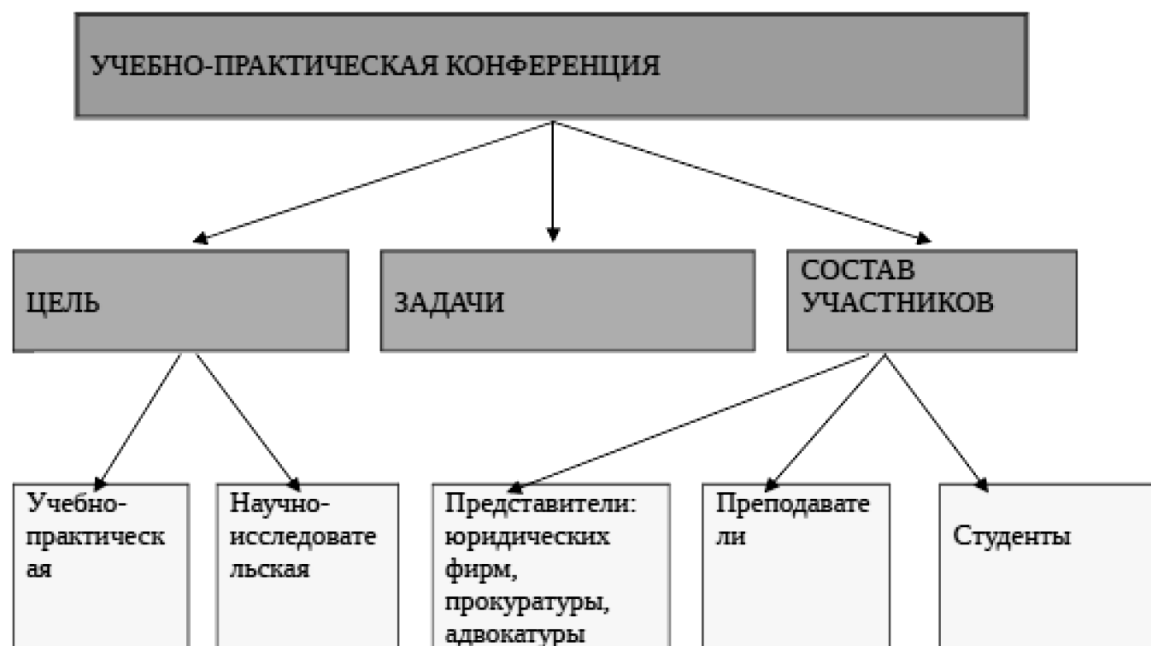 УЧЕБНО-ПРАКТИЧЕСКАЯ КОНФЕРЕНЦИЯ
ЦЕЛЬ
ЗАДАЧИ
СОСТАВ
УЧАСТНИКОВ
Учебно-
практическ
ая
Научно-
исследовате
льская
Представители:
юридических
фирм,
прокуратуры,
адвокатуры
Преподавате
ли
Студенты